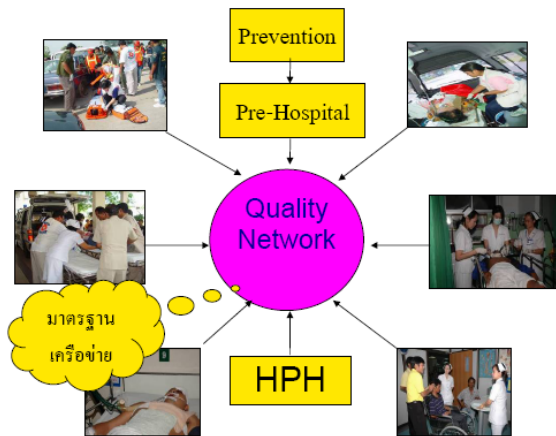 Prevention
Pre-Hospital
Quality
Network
มาตรฐาน
เครือข่าย
HPH